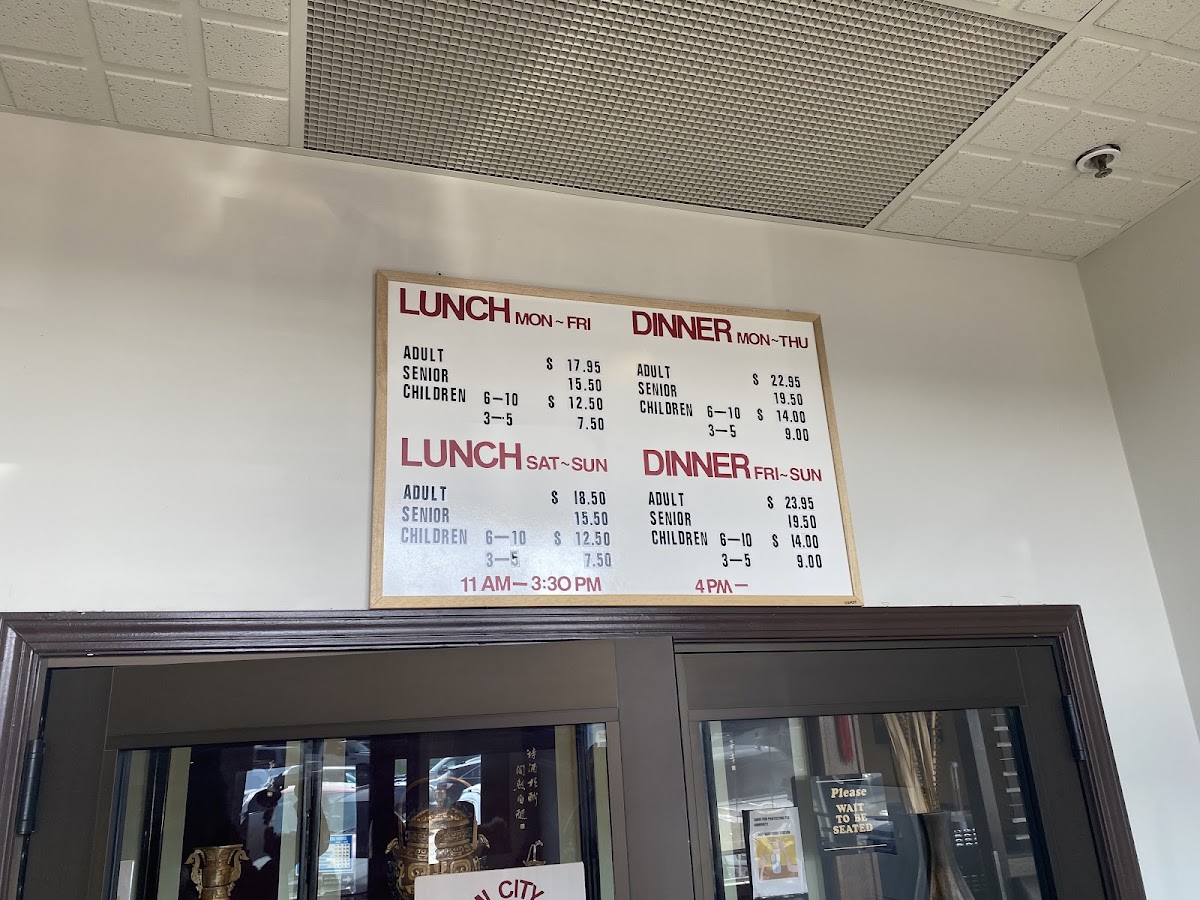 LUNCH MON~FRI
ADULT $ 17.95
SENIOR 15.50
CHILDREN 6—10 $ 12.50
3—5 7.50
DINNER MON~THU
ADULT $ 22.95
SENIOR 19.50
CHILDREN 6—10 $ 14.00
3—5 9.00
LUNCH SAT~SUN
ADULT $ 18.50
SENIOR 15.50
CHILDREN 6—10 $ 12.50
3—5 7.50
11 AM—3:30 PM
DINNER FRI~SUN
ADULT $ 23.95
SENIOR 19.50
CHILDREN 6—10 $ 14.00
3—5 9.00
4 PM—
Please
WAIT
TO BE
SEATED
CITY